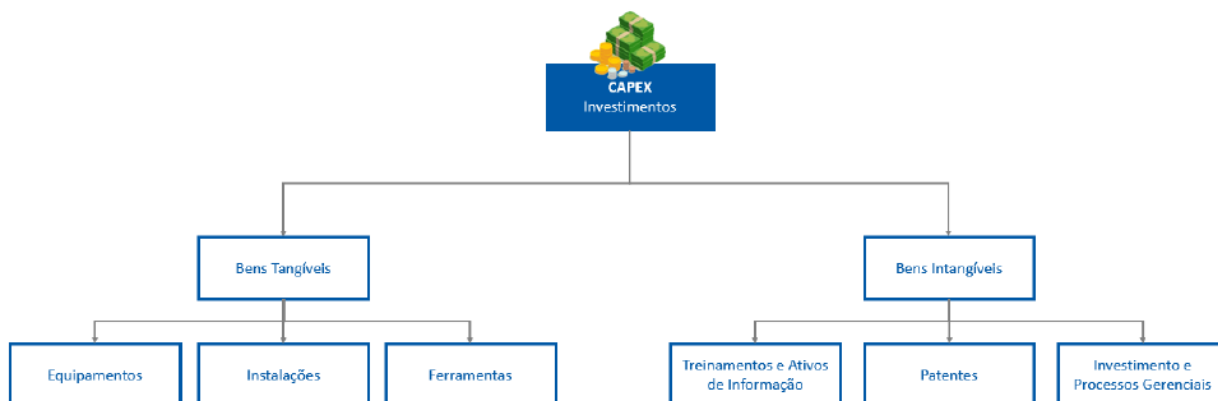 CAPEX
Investimentos
Bens Tangíveis
Bens Intangíveis
Equipamentos
Instalações
Ferramentas
Treinamentos e Ativos
de Informação
Patentes
Investimento e
Processos Gerenciais